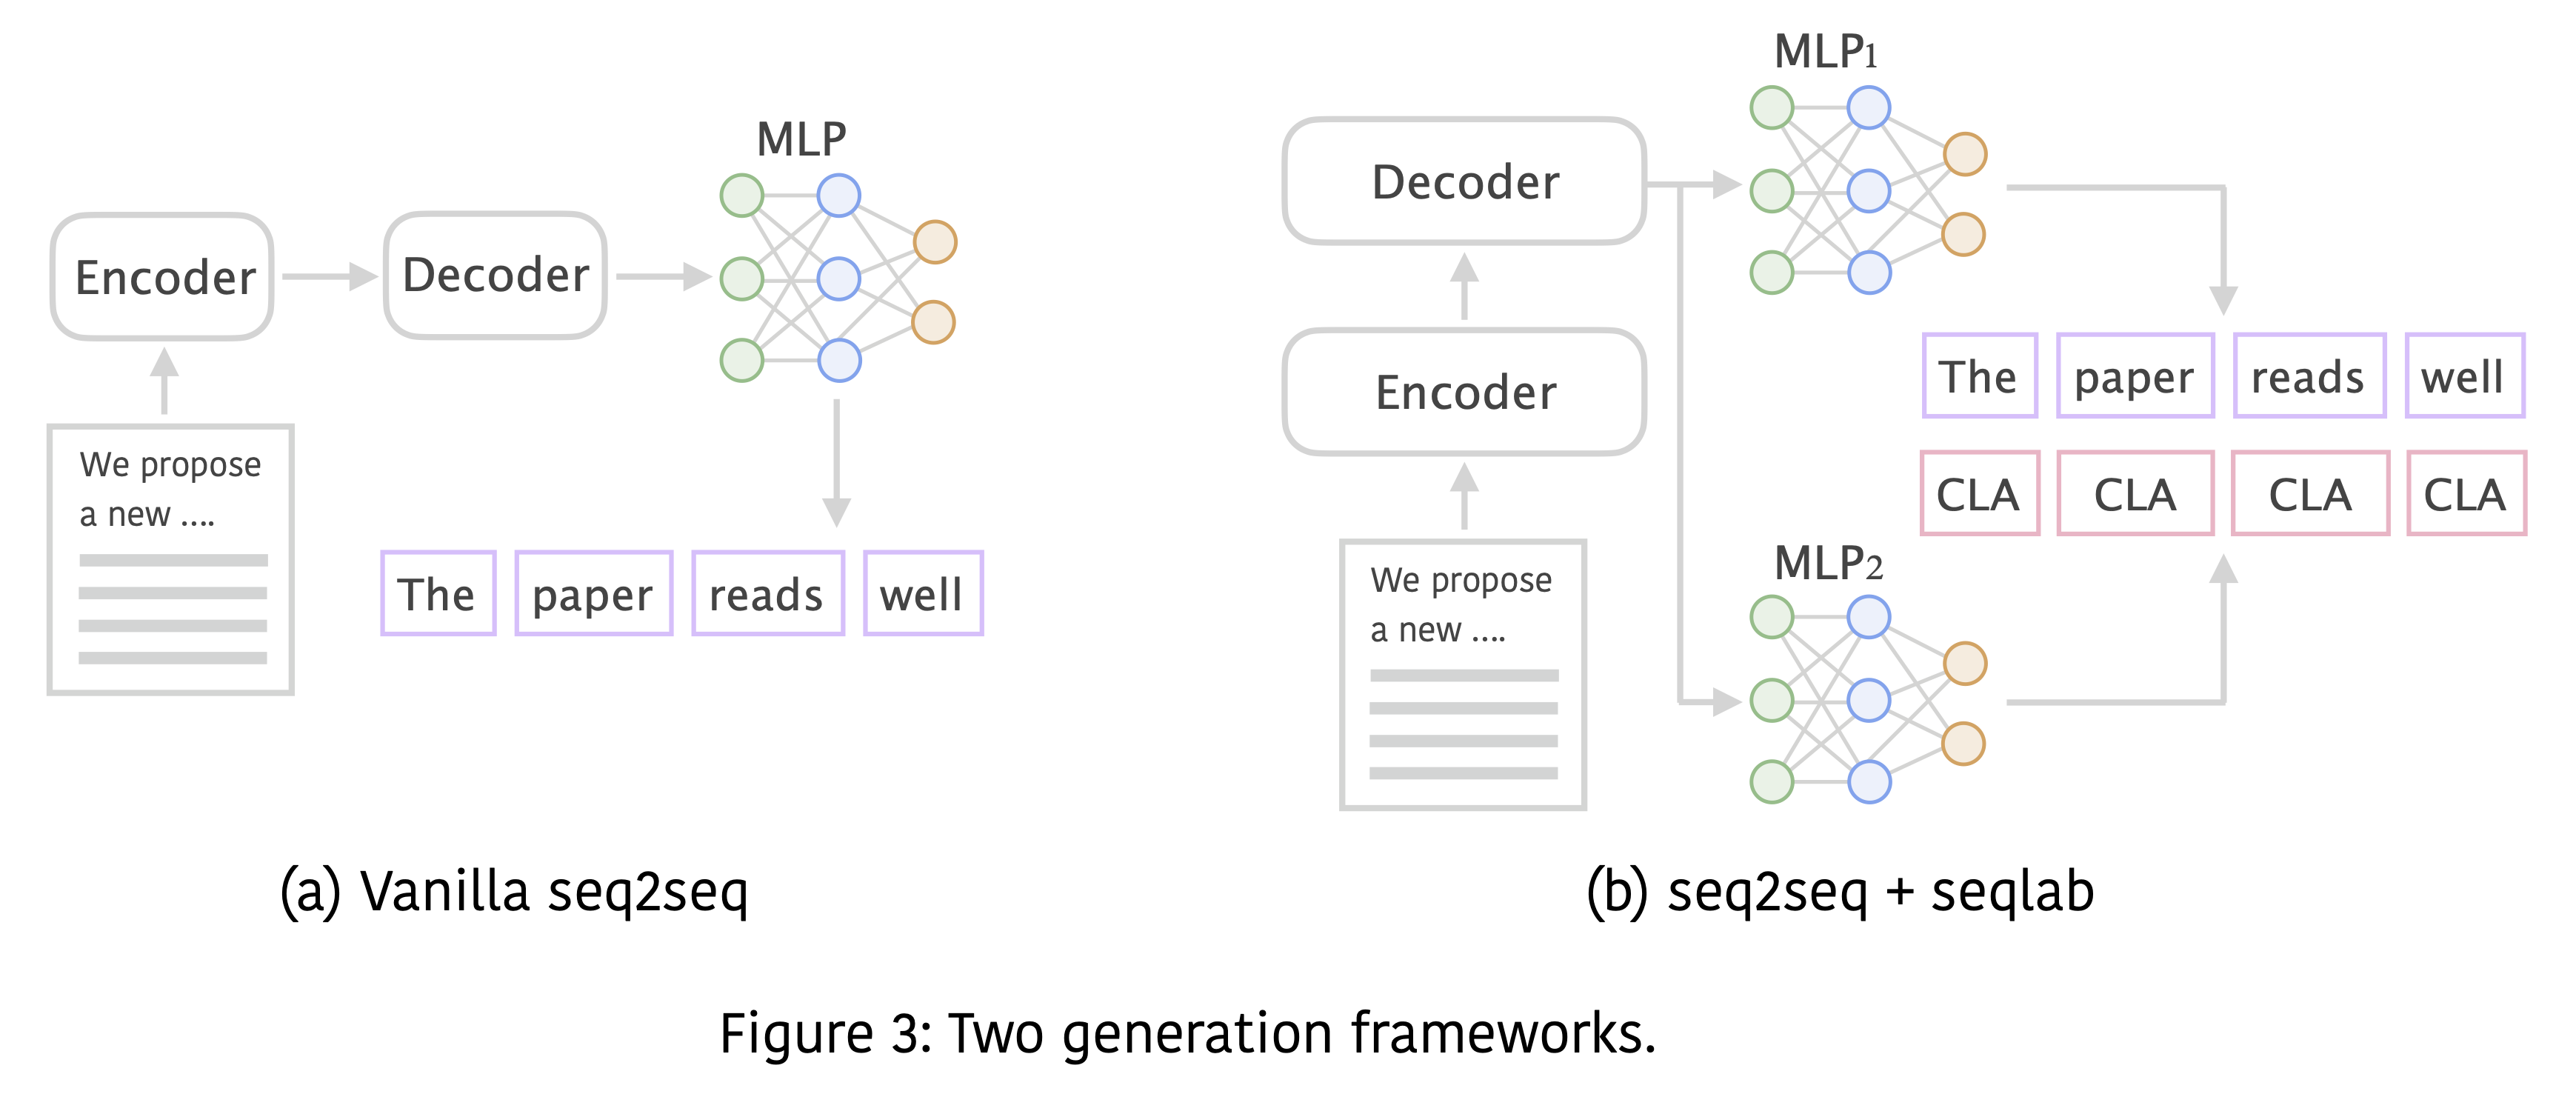 MLP
Encoder
Decoder
We propose
a new ....
The paper reads well
(a) Vanilla seq2seq
MLP1
Decoder
Encoder
We propose
a new ....
The paper reads well
CLA CLA CLA CLA
MLP2
(b) seq2seq + seqlab
Figure 3: Two generation frameworks.